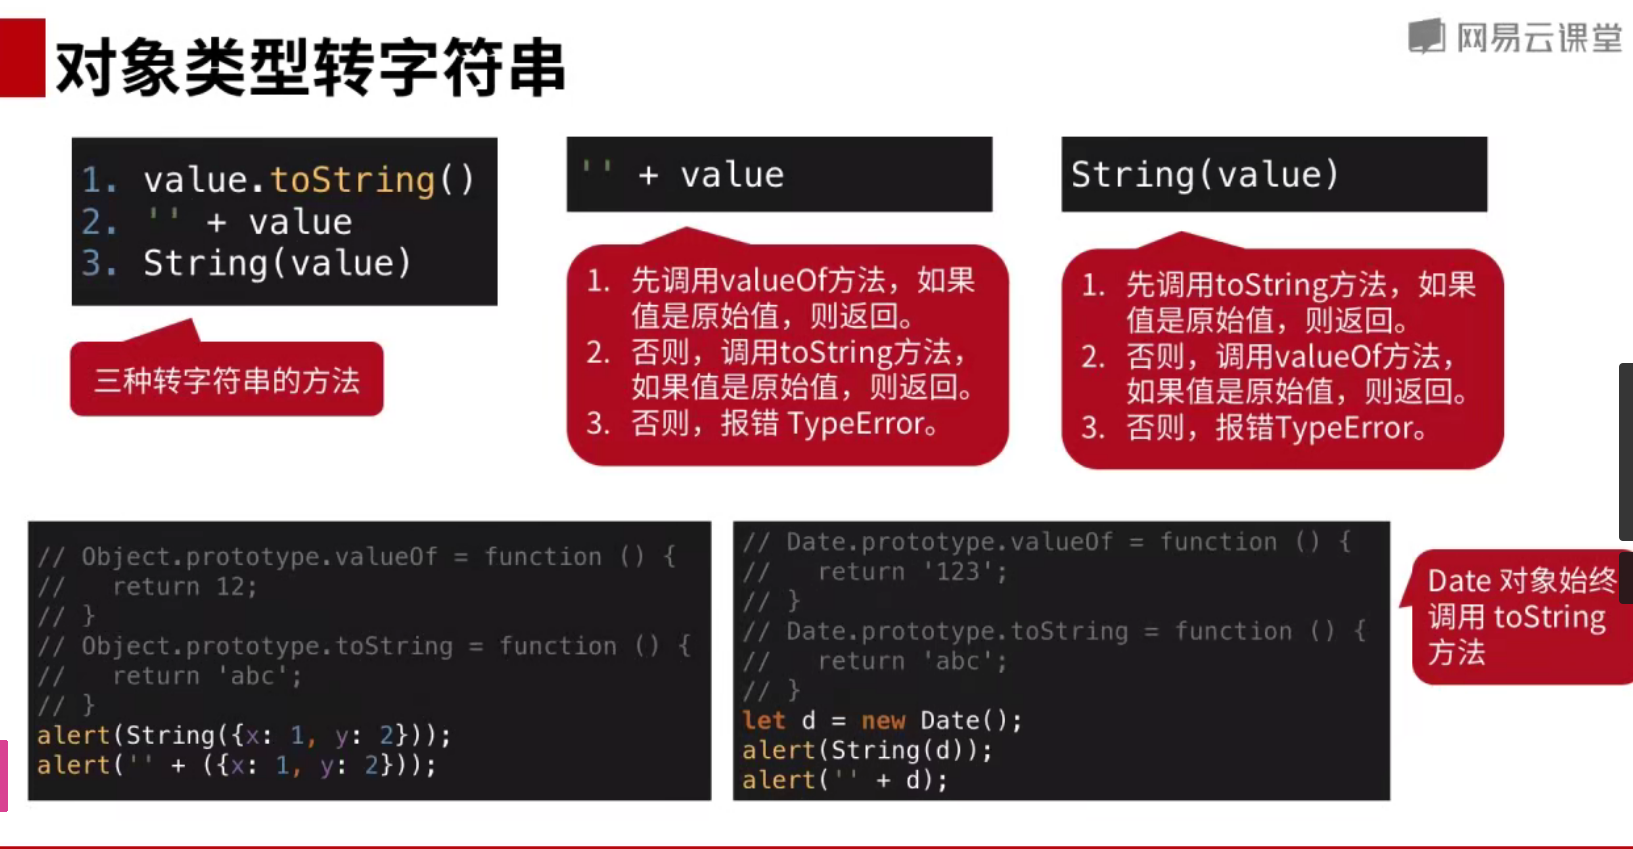 对象类型转字符串
网易云课堂
1. value.toString()
2. '' + value
3. String(value)
三种转字符串的方法
'' + value
1. 先调用valueOf方法，如果
值是原始值，则返回。
2. 否则，调用toString方法，
如果值是原始值，则返回。
3. 否则，报错 TypeError。
String(value)
1. 先调用toString方法，如果
值是原始值，则返回。
2. 否则，调用valueOf方法，
如果值是原始值，则返回。
3. 否则，报错TypeError。
// Object.prototype.valueOf = function () {
//   return 12;
// }
// Object.prototype.toString = function () {
//   return 'abc';
// }
alert(String({x: 1, y: 2}));
alert('' + ({x: 1, y: 2}));
// Date.prototype.valueOf = function () {
//   return '123';
// }
// Date.prototype.toString = function () {
//   return 'abc';
// }
let d = new Date();
alert(String(d));
alert('' + d);
Date 对象始终
调用 toString
方法